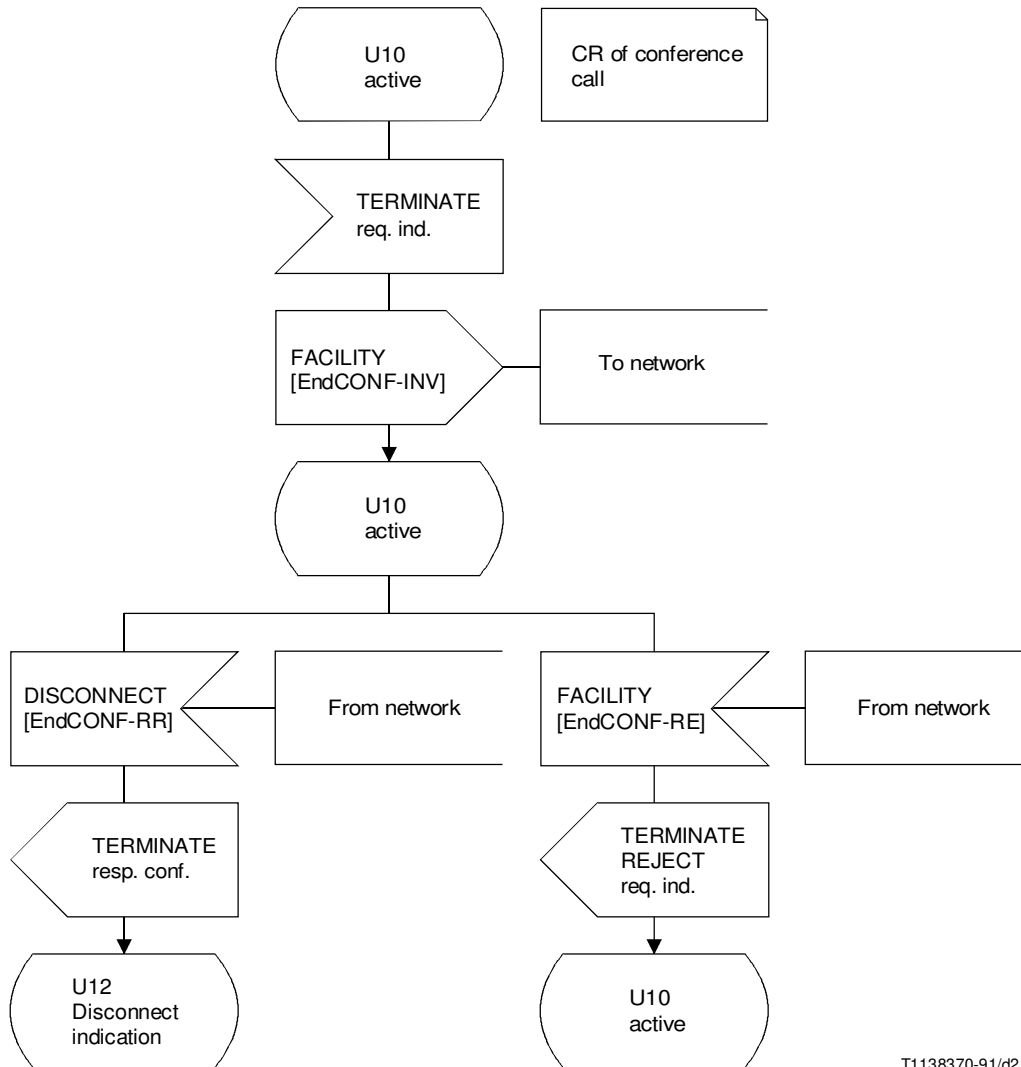 U10
active
CR of conference
call
TERMINATE
req. ind.
FACILITY
[EndCONF-INV]
To network
U10
active
DISCONNECT
[EndCONF-RR]
From network
FACILITY
[EndCONF-RE]
From network
TERMINATE
resp. conf.
TERMINATE
REJECT
req. ind.
U12
Disconnect
indication
U10
active
T1138370-91/d2